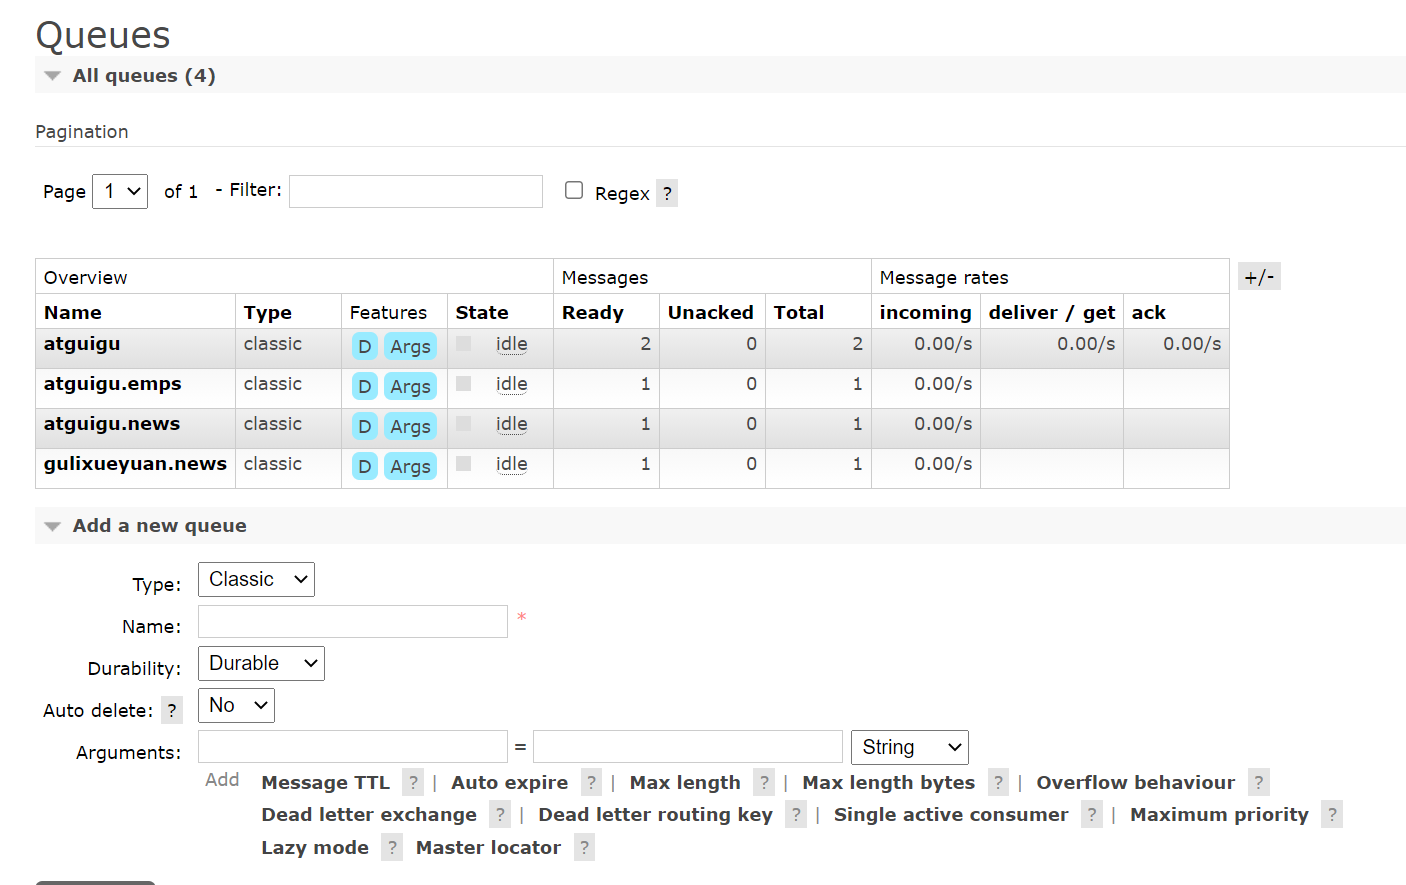 Queues
All queues (4)
Pagination
Page 1 of 1 - Filter: Regex ?
Overview Messages Message rates +/-
Name Type Features State Ready Unacked Total incoming deliver / get ack
atguigu classic D Args idle 2 0 2 0.00/s 0.00/s 0.00/s
atguigu.emps classic D Args idle 1 0 1 0.00/s
atguigu.news classic D Args idle 1 0 1 0.00/s
gulixueyuan.news classic D Args idle 1 0 1 0.00/s
Add a new queue
Type: Classic
Name: *
Durability: Durable
Auto delete: ? No
Arguments: = String
Add Message TTL ? | Auto expire ? | Max length ? | Max length bytes ? | Overflow behaviour ?
Dead letter exchange ? | Dead letter routing key ? | Single active consumer ? | Maximum priority ?
Lazy mode ? Master locator ?